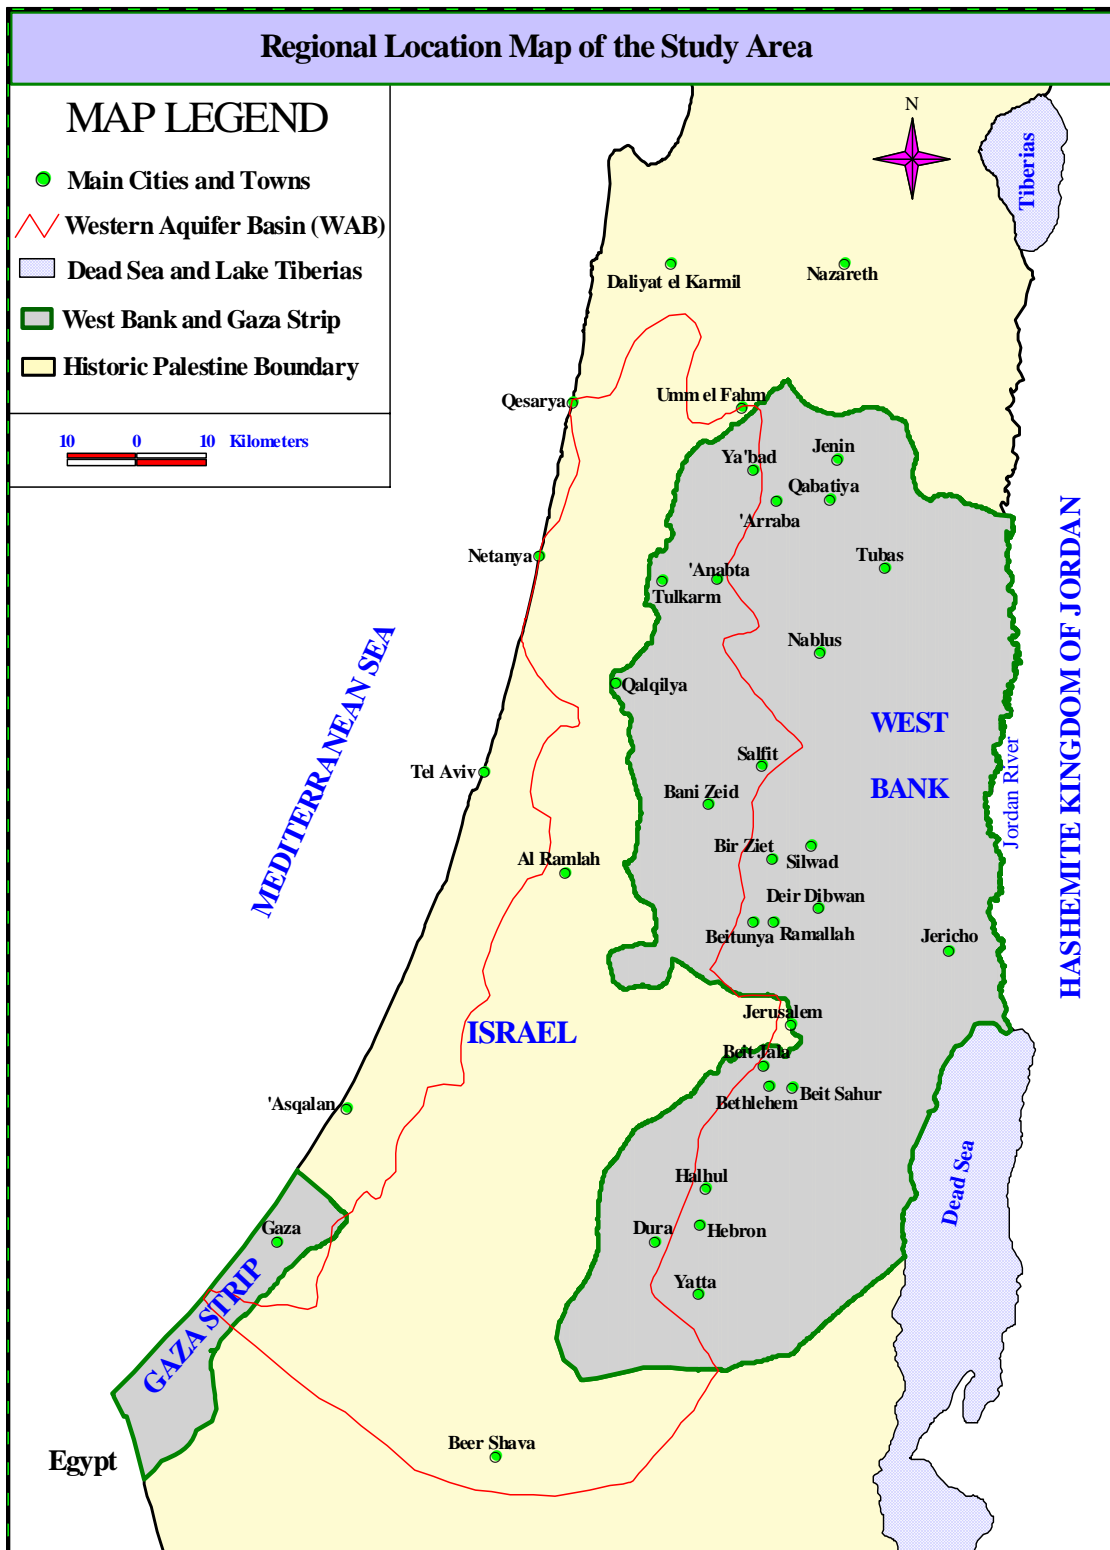 Regional Location Map of the Study Area
MAP LEGEND
Main Cities and Towns
Western Aquifer Basin (WAB)
Dead Sea and Lake Tiberias
West Bank and Gaza Strip
Historic Palestine Boundary
10 0 10 Kilometers
N
Tiberias
Daliyat el Karmil
Nazareth
Qesarya
Umm el Fahm
Jenin
Ya'bad
Qabatiya
'Arraba
Netanya
Tubas
'Anabta
Tulkarm
Nablus
Qalqilya
MEDITERRANEAN SEA
HASHEMITE KINGDOM OF JORDAN
WEST
BANK
Jordan River
Salfit
Tel Aviv
Bani Zeid
Bir Ziet
Silwad
Al Ramlah
Deir Dibwan
Beitunya
Ramallah
Jericho
Jerusalem
ISRAEL
Beit Jala
Beit Sahur
Bethlehem
'Asqalan
Dead Sea
Halhul
Gaza
Dura
Hebron
Yatta
GAZA STRIP
Beer Shava
Egypt